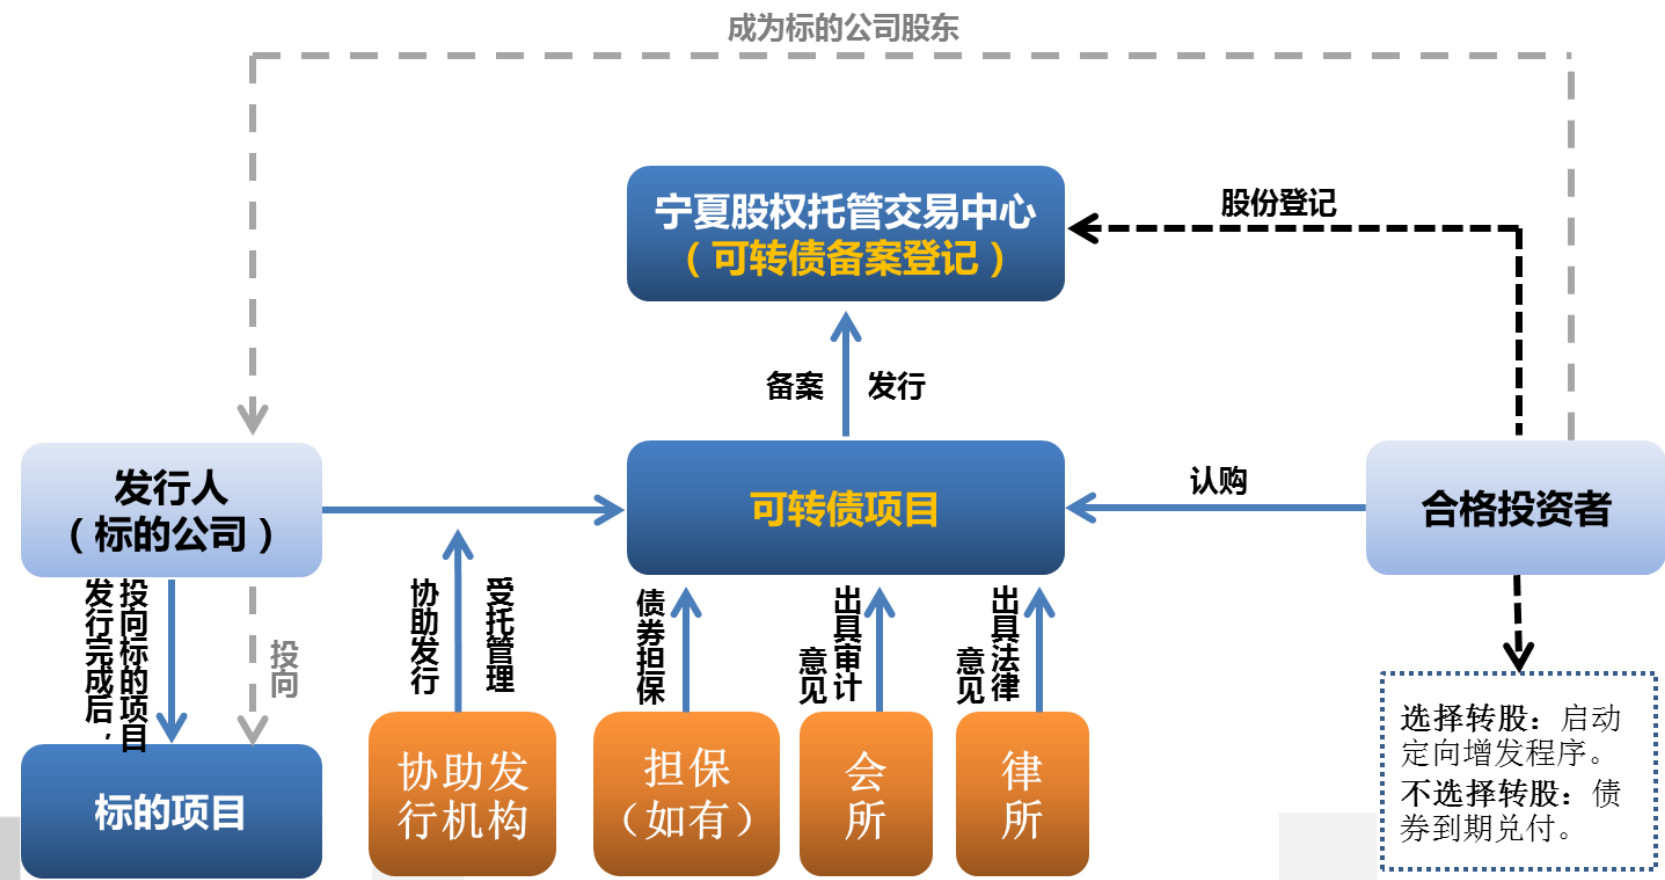 成为标的公司股东
宁夏股权托管交易中心
（可转债备案登记）
股份登记
备案
发行
发行人
（标的公司）
可转债项目
认购
合格投资者
发行完成后，
投向标的项目
投向
协助发行
受托管理
债券担保
出具审计
意见
出具法律
意见
标的项目
协助发
行机构
担保
（如有）
会
所
律
所
选择转股：启动
定向增发程序。
不选择转股：债
券到期兑付。